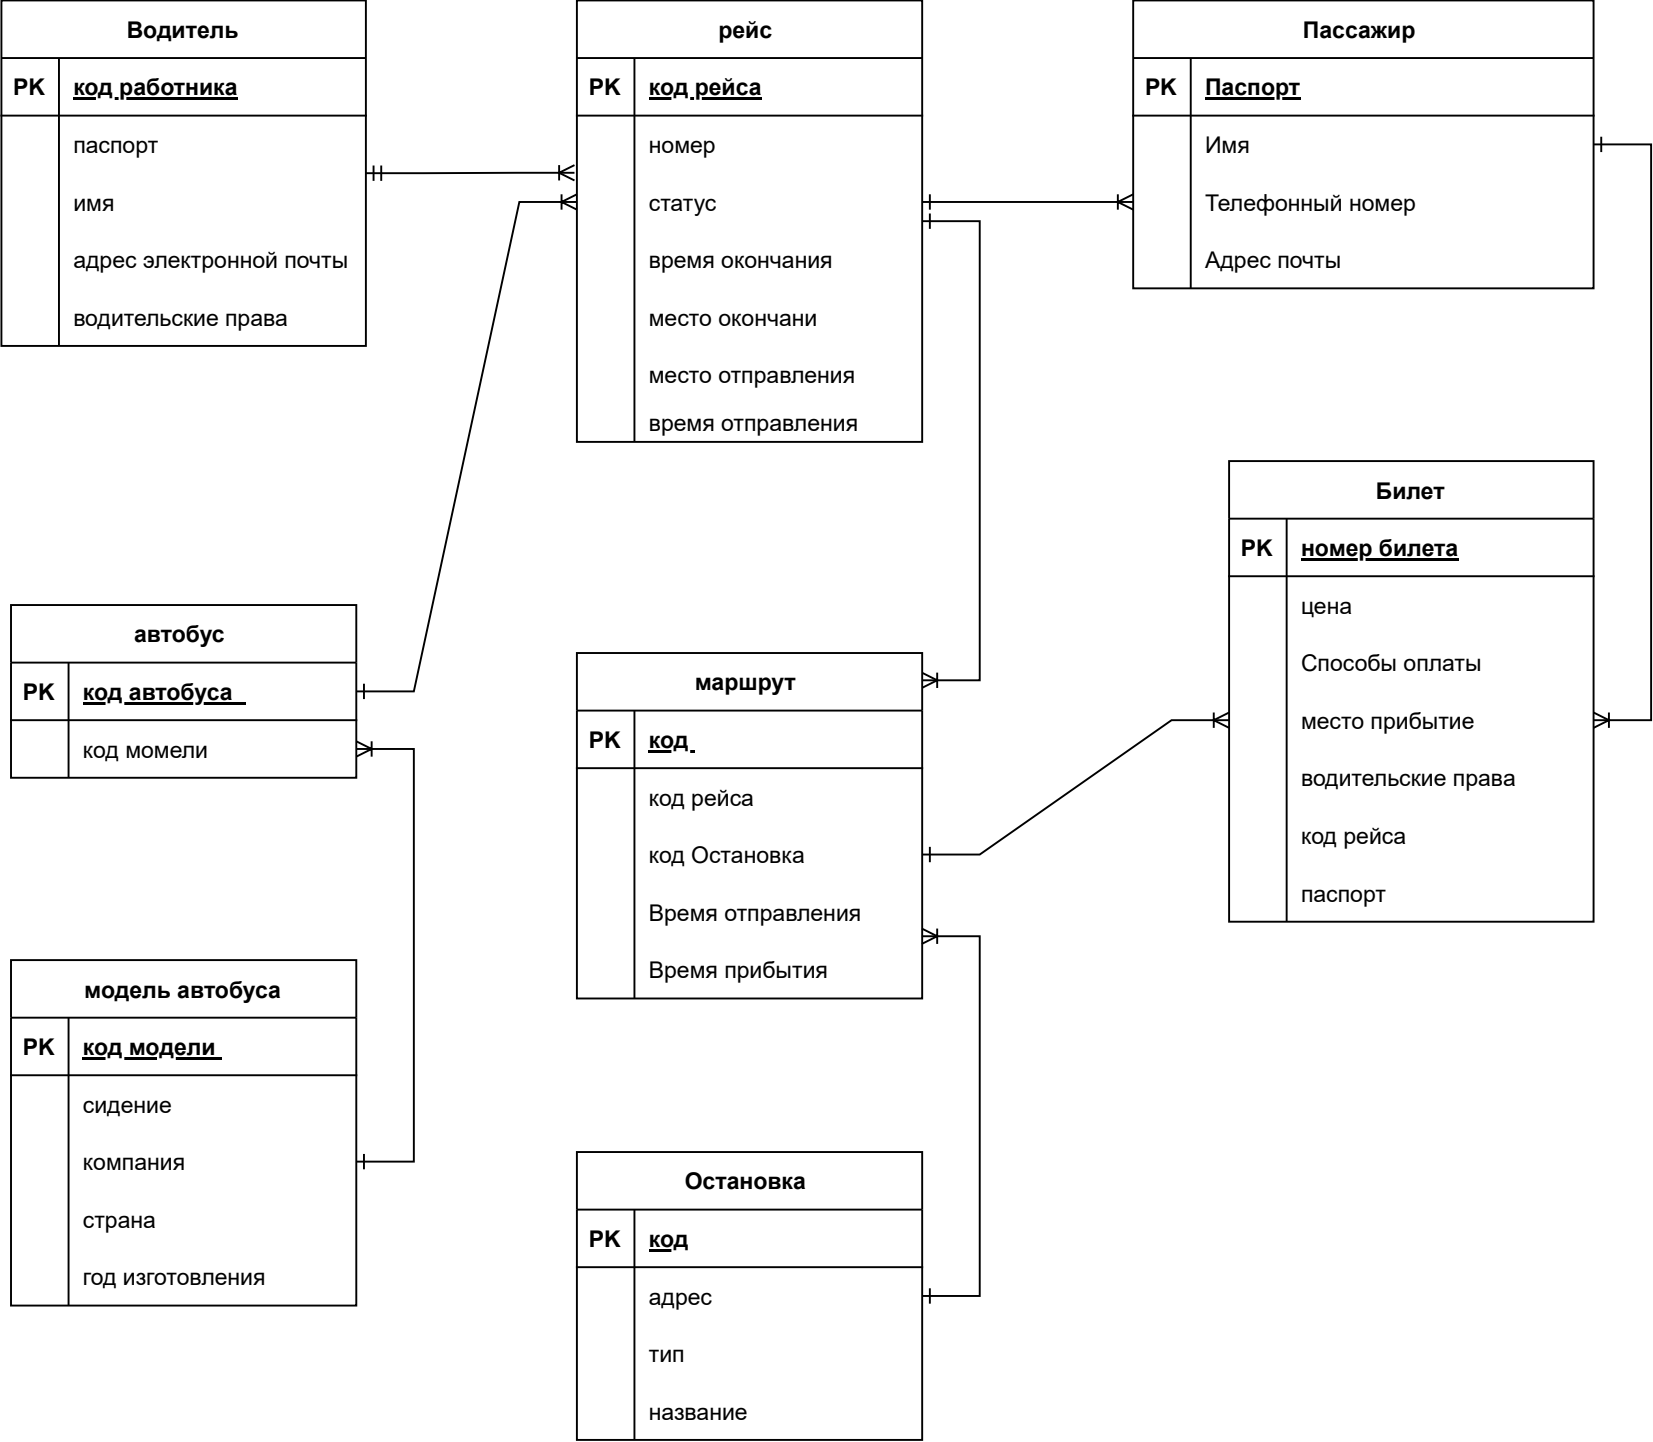 Водитель
PK код работника
паспорт
имя
адрес электронной почты
водительские права
рейс
PK код рейса
номер
статус
время окончания
место окончани
место отправления
время отправления
Пассажир
PK Паспорт
Имя
Телефонный номер
Адрес почты
Билет
PK номер билета
цена
Способы оплаты
место прибытие
водительские права
код рейса
паспорт
автобус
PK код автобуса
код момели
маршрут
PK код
код рейса
код Остановка
Время отправления
Время прибытия
модель автобуса
PK код модели
сидение
компания
страна
год изготовления
Остановка
PK код
адрес
тип
название